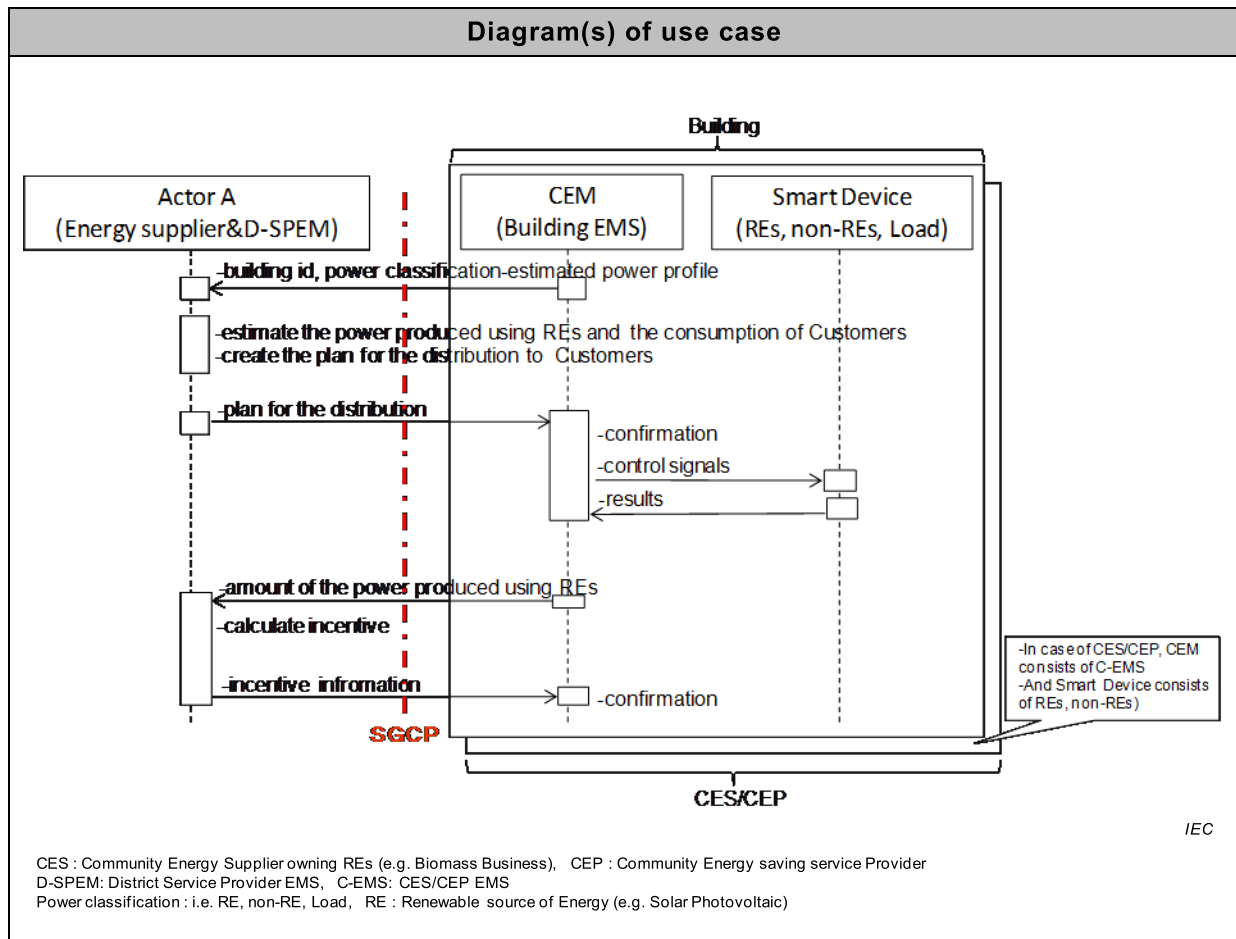 Diagram(s) of use case
Building
Actor A
(Energy supplier&D-SPEM)
CEM
(Building EMS)
Smart Device
(REs, non-REs, Load)
-building id, power classification-estimated power profile
-estimate the power produced using REs and the consumption of Customers
-create the plan for the distribution to Customers
-plan for the distribution
-confirmation
-control signals
-results
-amount of the power produced using REs
-calculate incentive
-incentive infromation
-confirmation
-In case of CES/CEP, CEM
consists of C-EMS
-And Smart Device consists
of REs, non-REs)
SGCP
CES/CEP
IEC
CES : Community Energy Supplier owning REs (e.g. Biomass Business), CEP : Community Energy saving service Provider
D-SPEM: District Service Provider EMS, C-EMS: CES/CEP EMS
Power classification : i.e. RE, non-RE, Load, RE : Renewable source of Energy (e.g. Solar Photovoltaic)